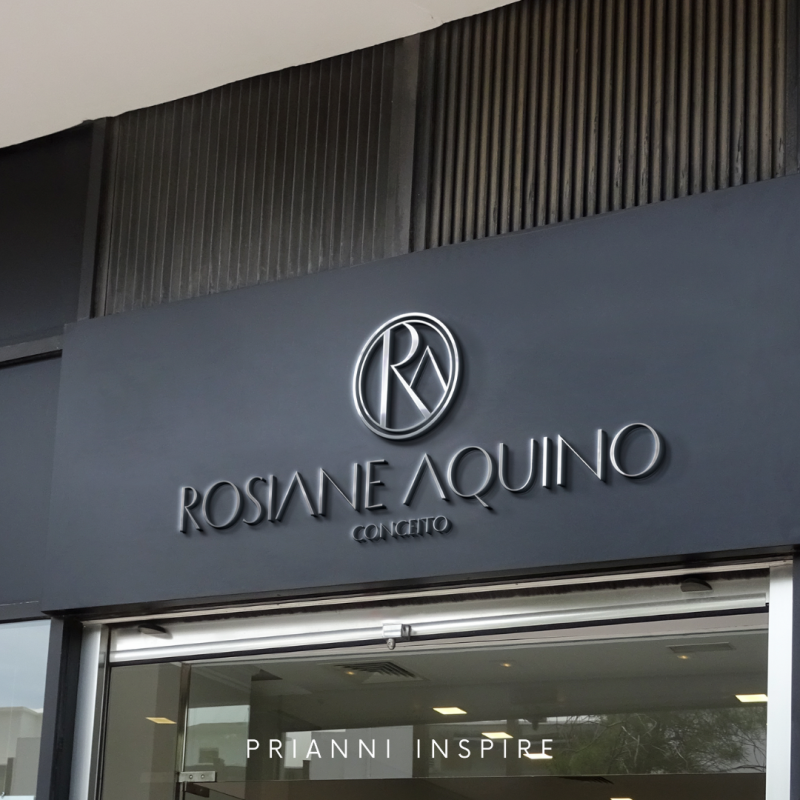 RA
ROSIANE AQUINO
CONCEITO
PRIANNI INSPIRE